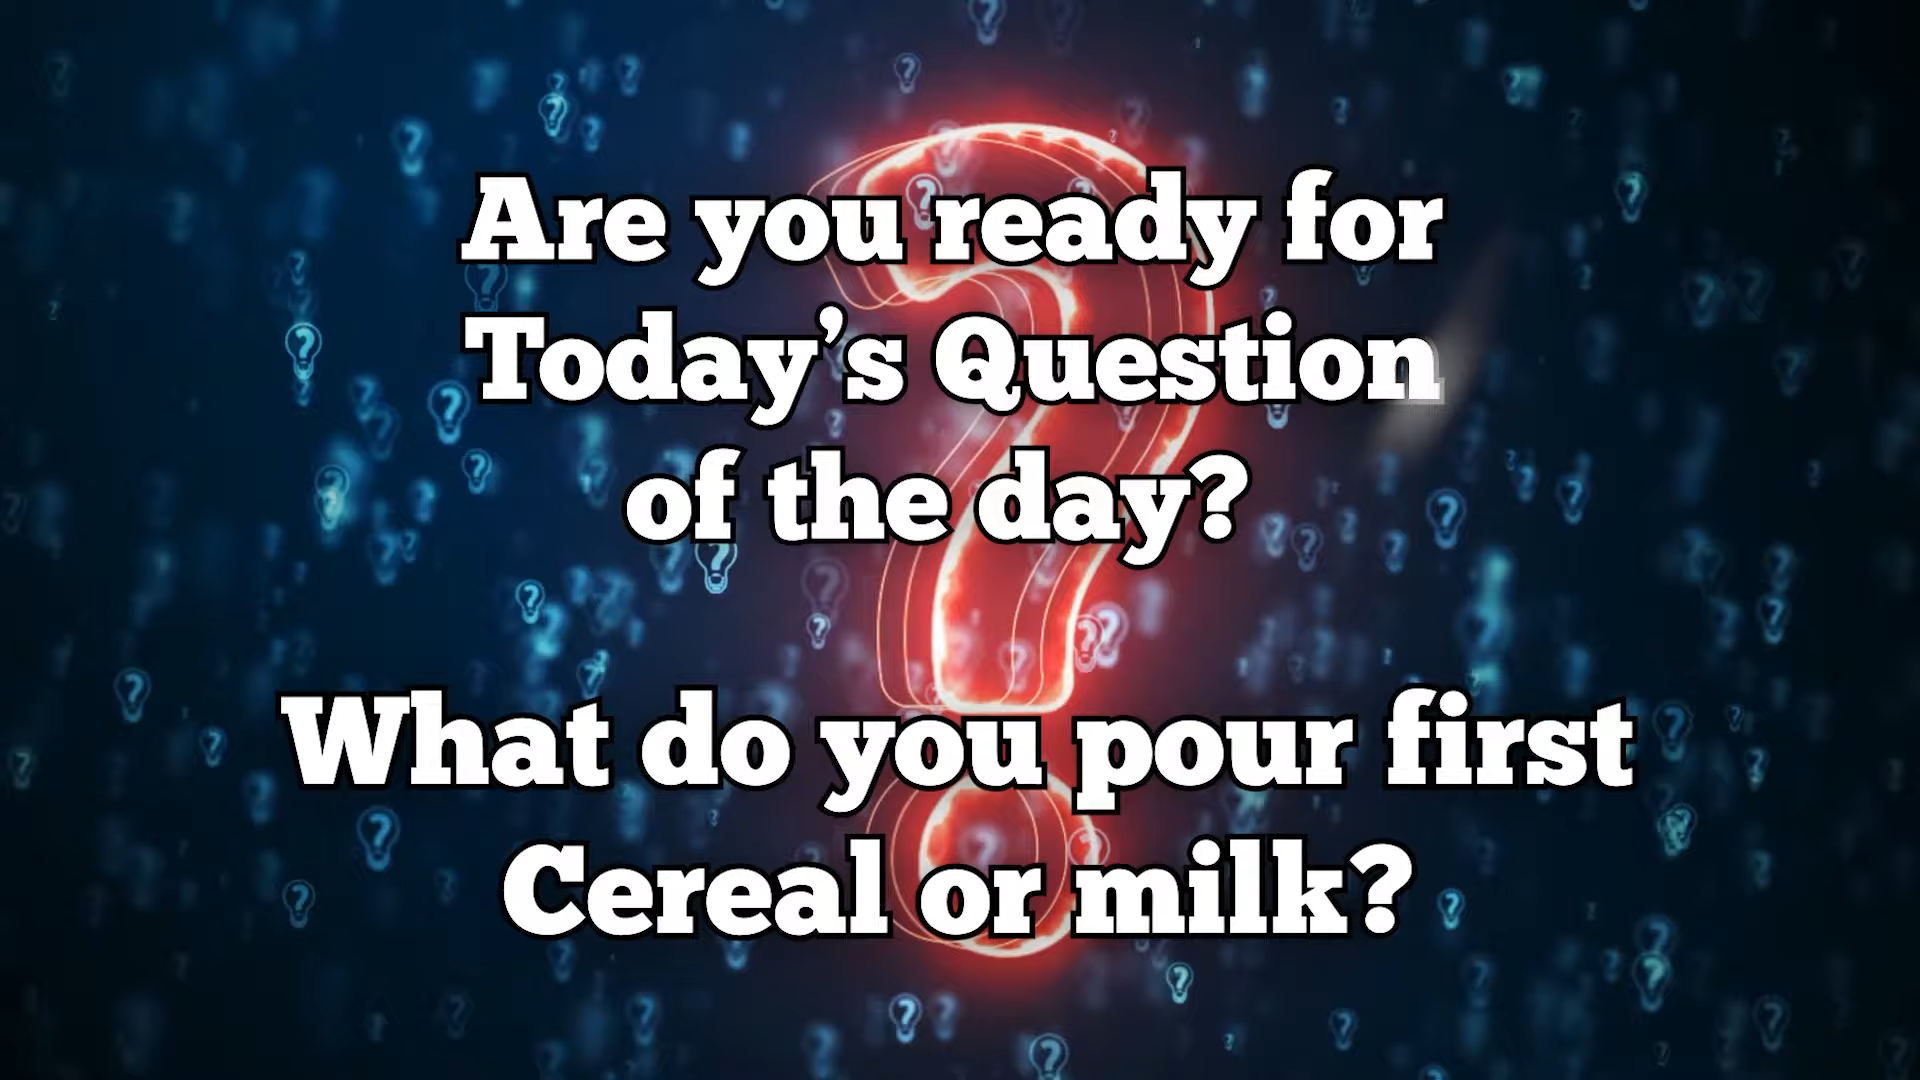 Are you ready for
Today’s Question
of the day?
What do you pour first
Cereal or milk?